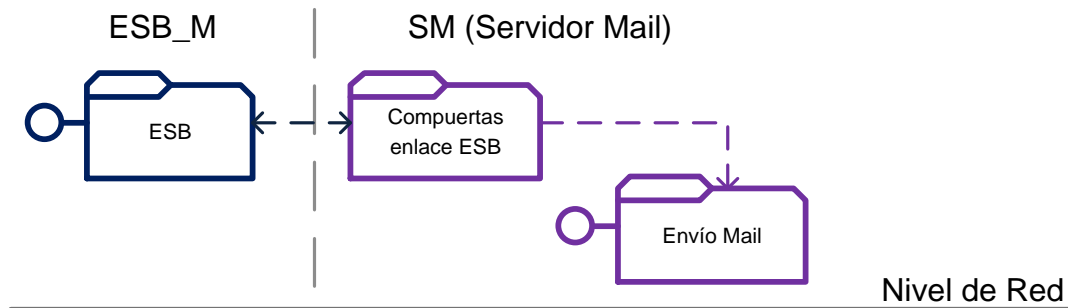 ESB_M
SM (Servidor Mail)
ESB
Compuertas
enlace ESB
Envío Mail
Nivel de Red